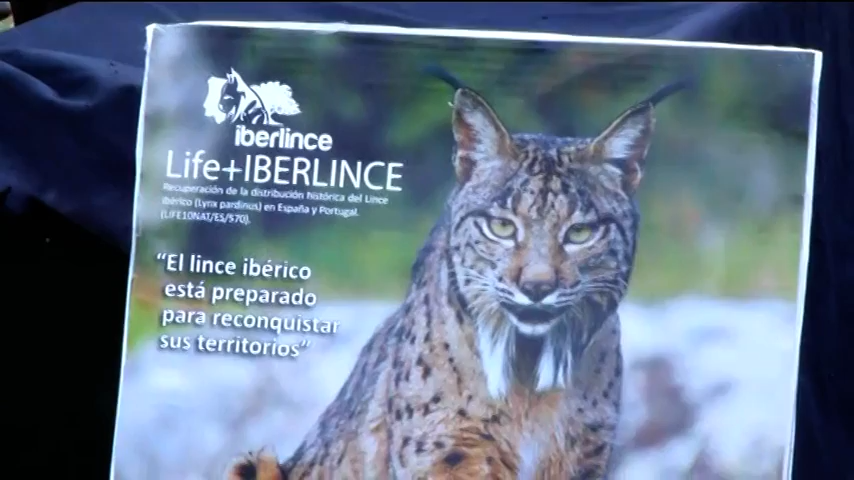 iberlince
Life+IBERLINCE
Recuperación de la distribución histórica del Lince
Ibérico (Lynx pardinus) en España y Portugal.
(LIFE10NAT/ES/570).
“El lince ibérico
está preparado
para reconquistar
sus territorios”